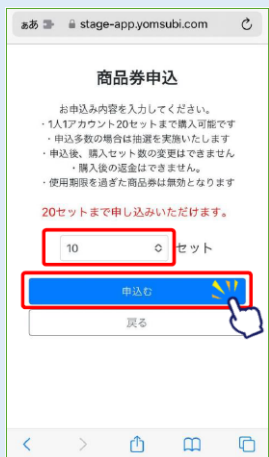 ああ stage-app.yomsubi.com
商品券申込
お申込み内容を入力してください。
・1人1アカウント20セットまで購入可能です
・申込多数の場合は抽選を実施いたします
・申込後、購入セット数の変更はできません
・購入後の返金はできません。
・使用期限を過ぎた商品券は無効となります
20セットまで申し込みいただけます。
10 セット
申込む
戻る